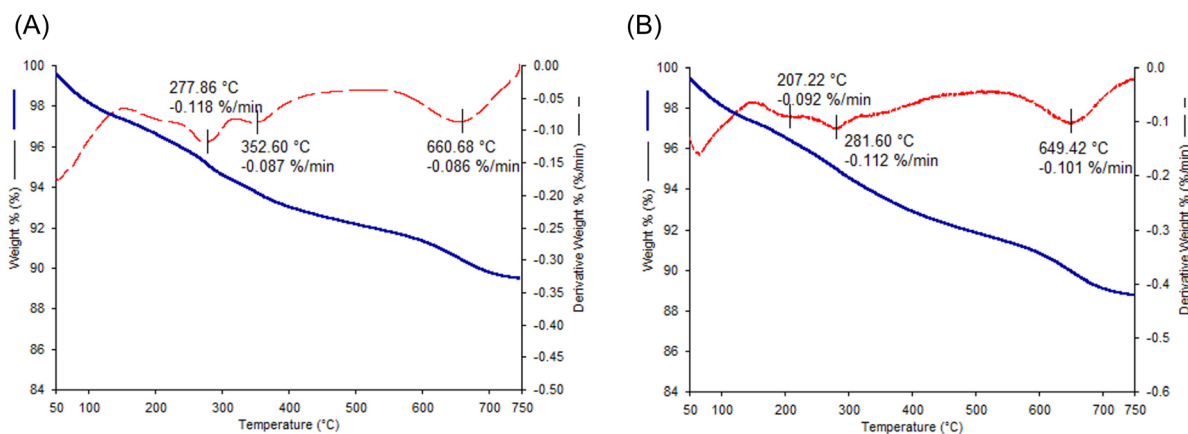 (A)
100
98
96
94
92
90
88
86
84
Weight % (%)
277.86 °C
-0.118 %/min
352.60 °C
-0.087 %/min
660.68 °C
-0.086 %/min
0.00
-0.05
-0.10
-0.15
-0.20
-0.25
-0.30
-0.35
-0.40
-0.45
-0.50
Derivative Weight % (%/min)
50 100 200 300 400 500 600 700 750
Temperature (°C)
(B)
100
98
96
94
92
90
88
86
84
Weight % (%)
207.22 °C
-0.092 %/min
281.60 °C
-0.112 %/min
649.42 °C
-0.101 %/min
0.0
-0.1
-0.2
-0.3
-0.4
-0.5
-0.6
Derivative Weight % (%/min)
50 100 200 300 400 500 600 700 750
Temperature (°C)